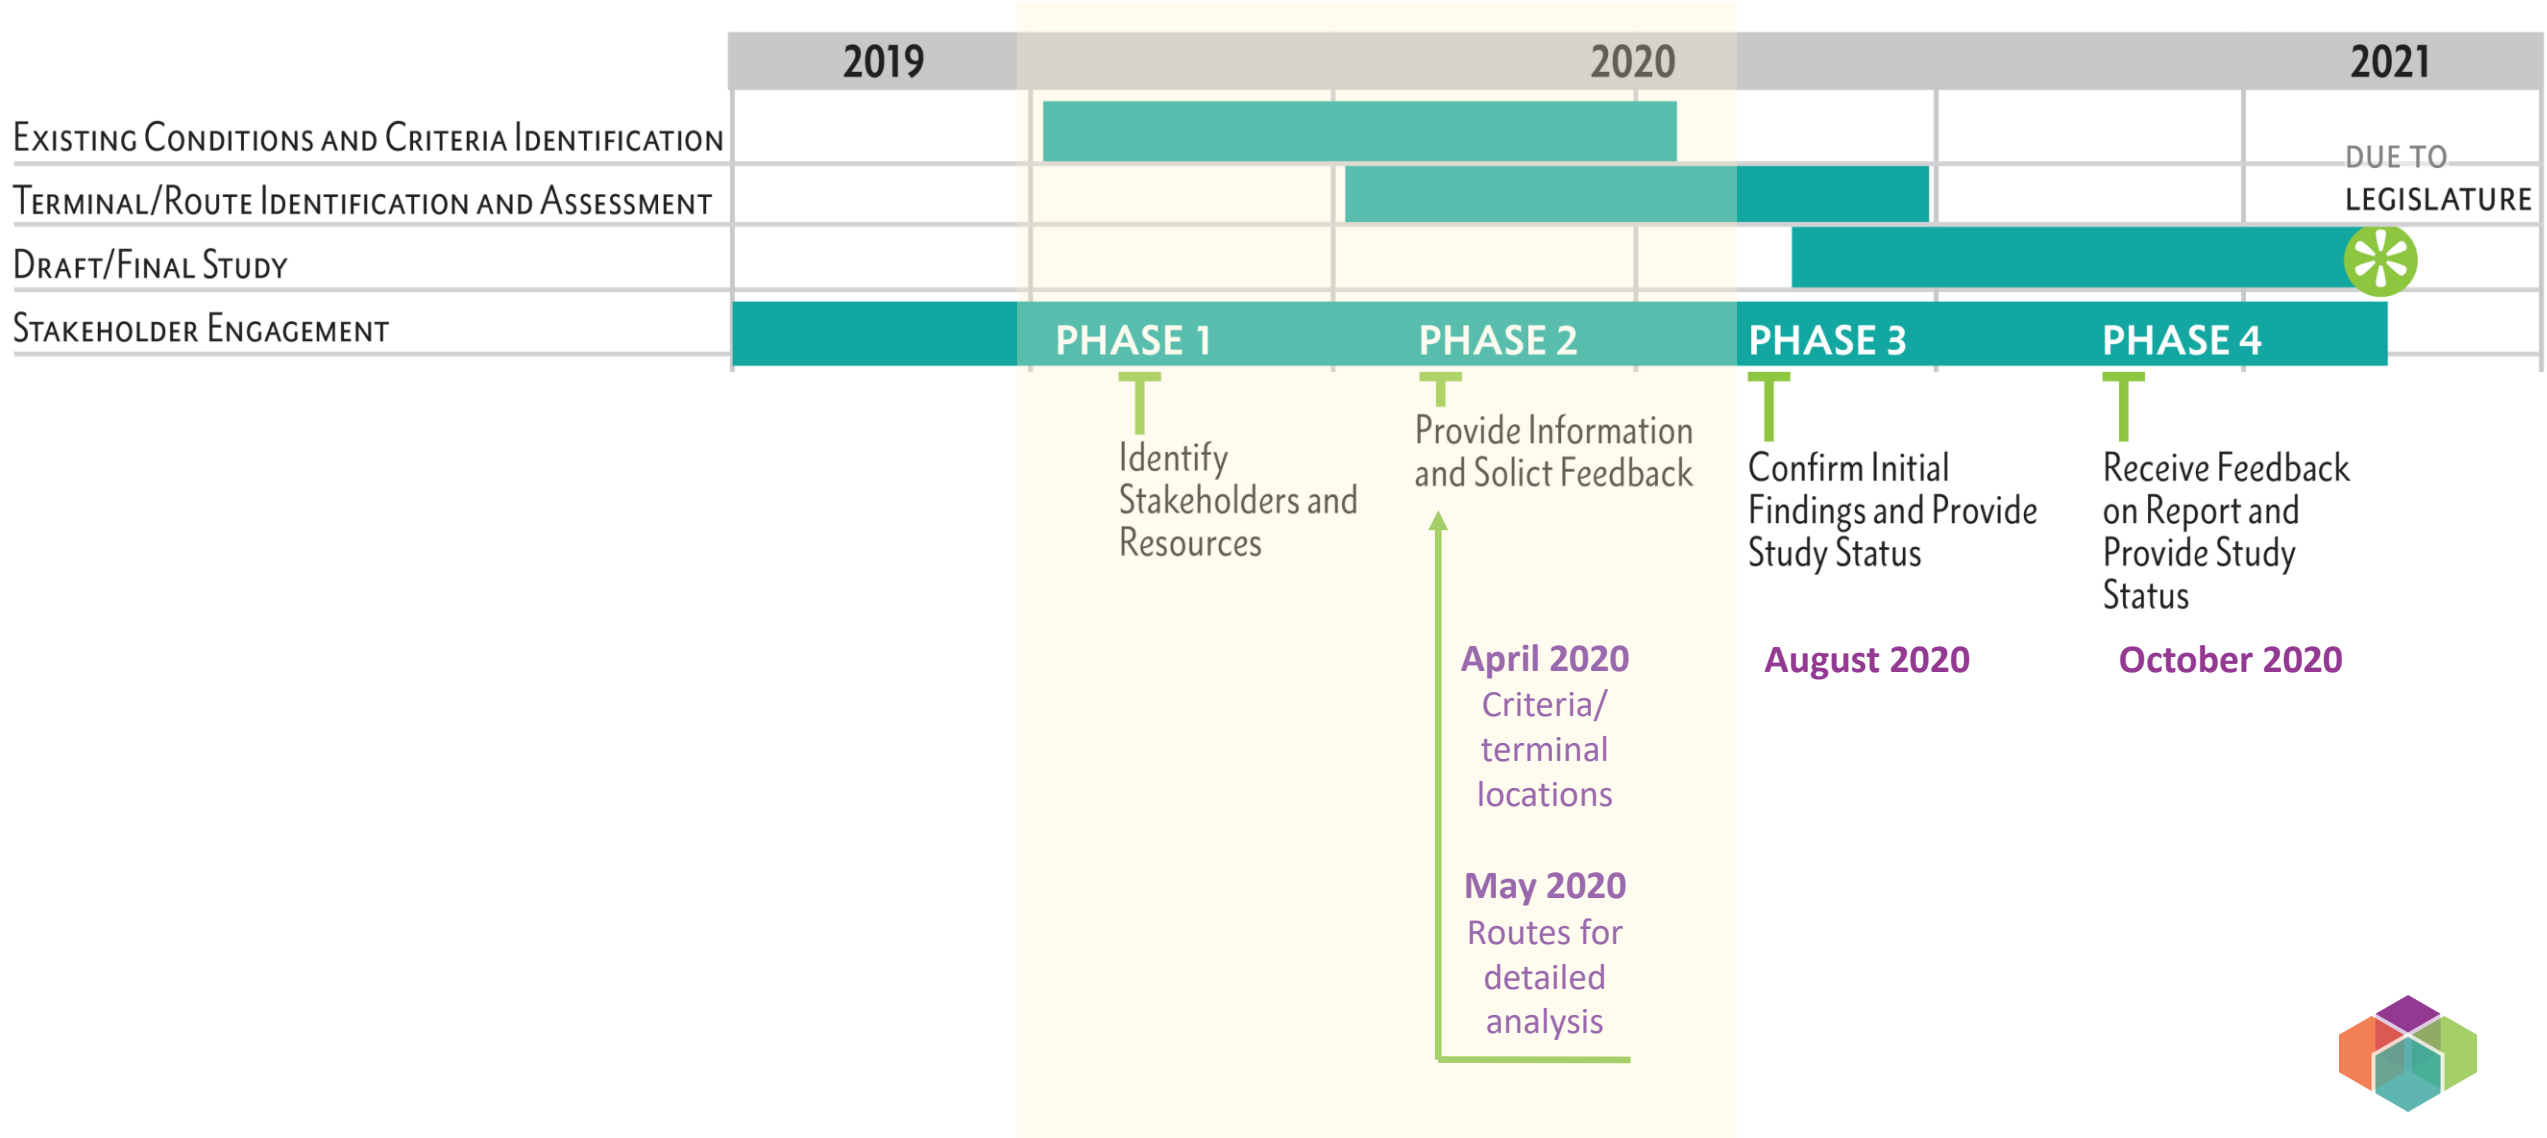 2019
2020
2021
Existing Conditions and Criteria Identification
Terminal/Route Identification and Assessment
Draft/Final Study
Stakeholder Engagement
DUE TO
LEGISLATURE
PHASE 1
PHASE 2
PHASE 3
PHASE 4
Identify
Stakeholders and
Resources
Provide Information
and Solict Feedback
Confirm Initial
Findings and Provide
Study Status
Receive Feedback
on Report and
Provide Study
Status
April 2020
Criteria/
terminal
locations
May 2020
Routes for
detailed
analysis
August 2020
October 2020